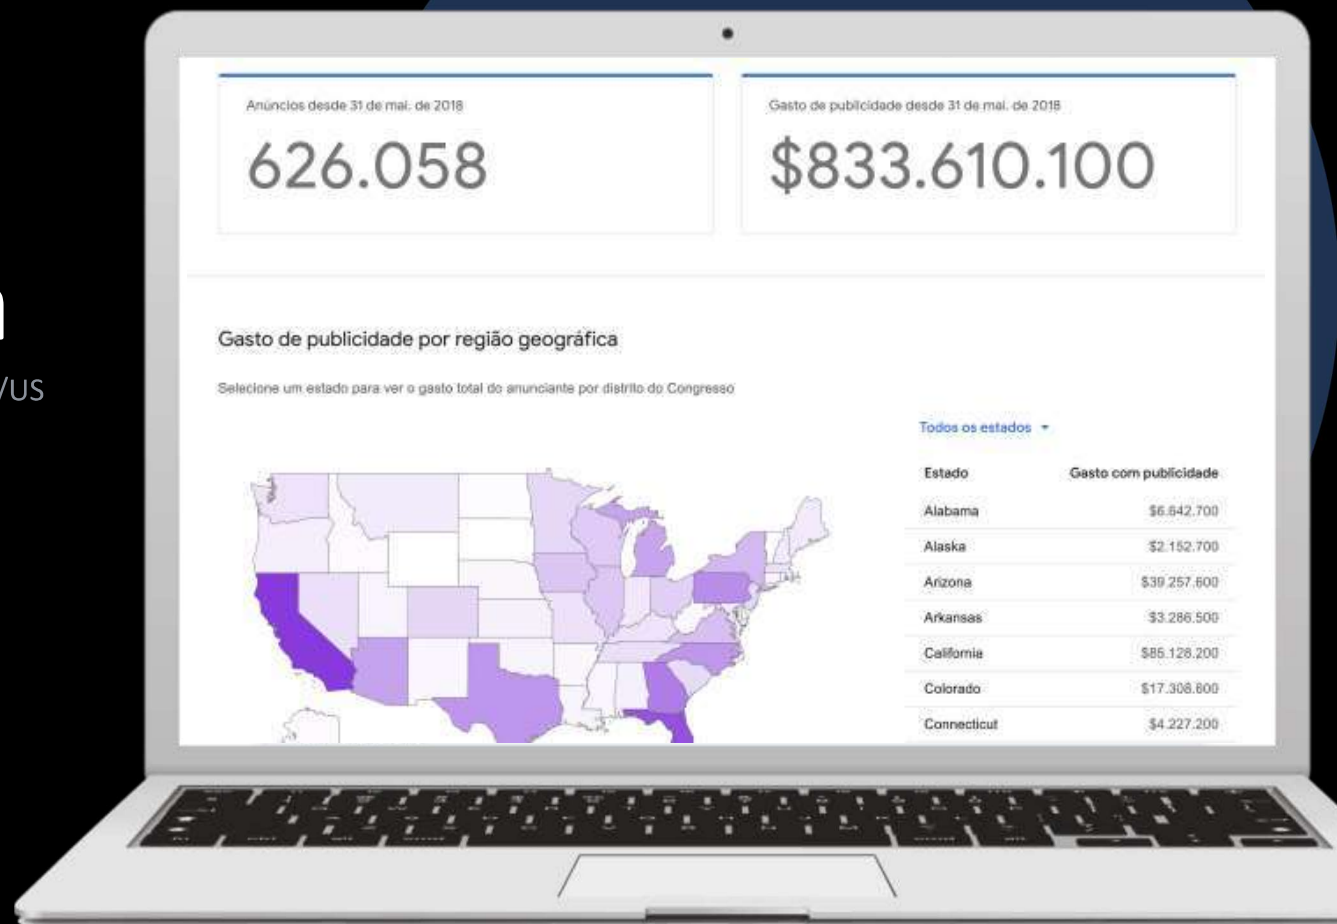 /US
Anúncios desde 31 de mai. de 2018
626.058
Gasto de publicidade desde 31 de mai. de 2018
$833.610.100
Gasto de publicidade por região geográfica
Selecione um estado para ver o gasto total do anunciante por distrito do Congresso
Todos os estados
Estado Gasto com publicidade
Alabama $6.642.700
Alaska $2.152.700
Arizona $39.257.600
Arkansas $3.286.500
California $85.128.200
Colorado $17.308.600
Connecticut $4.227.200